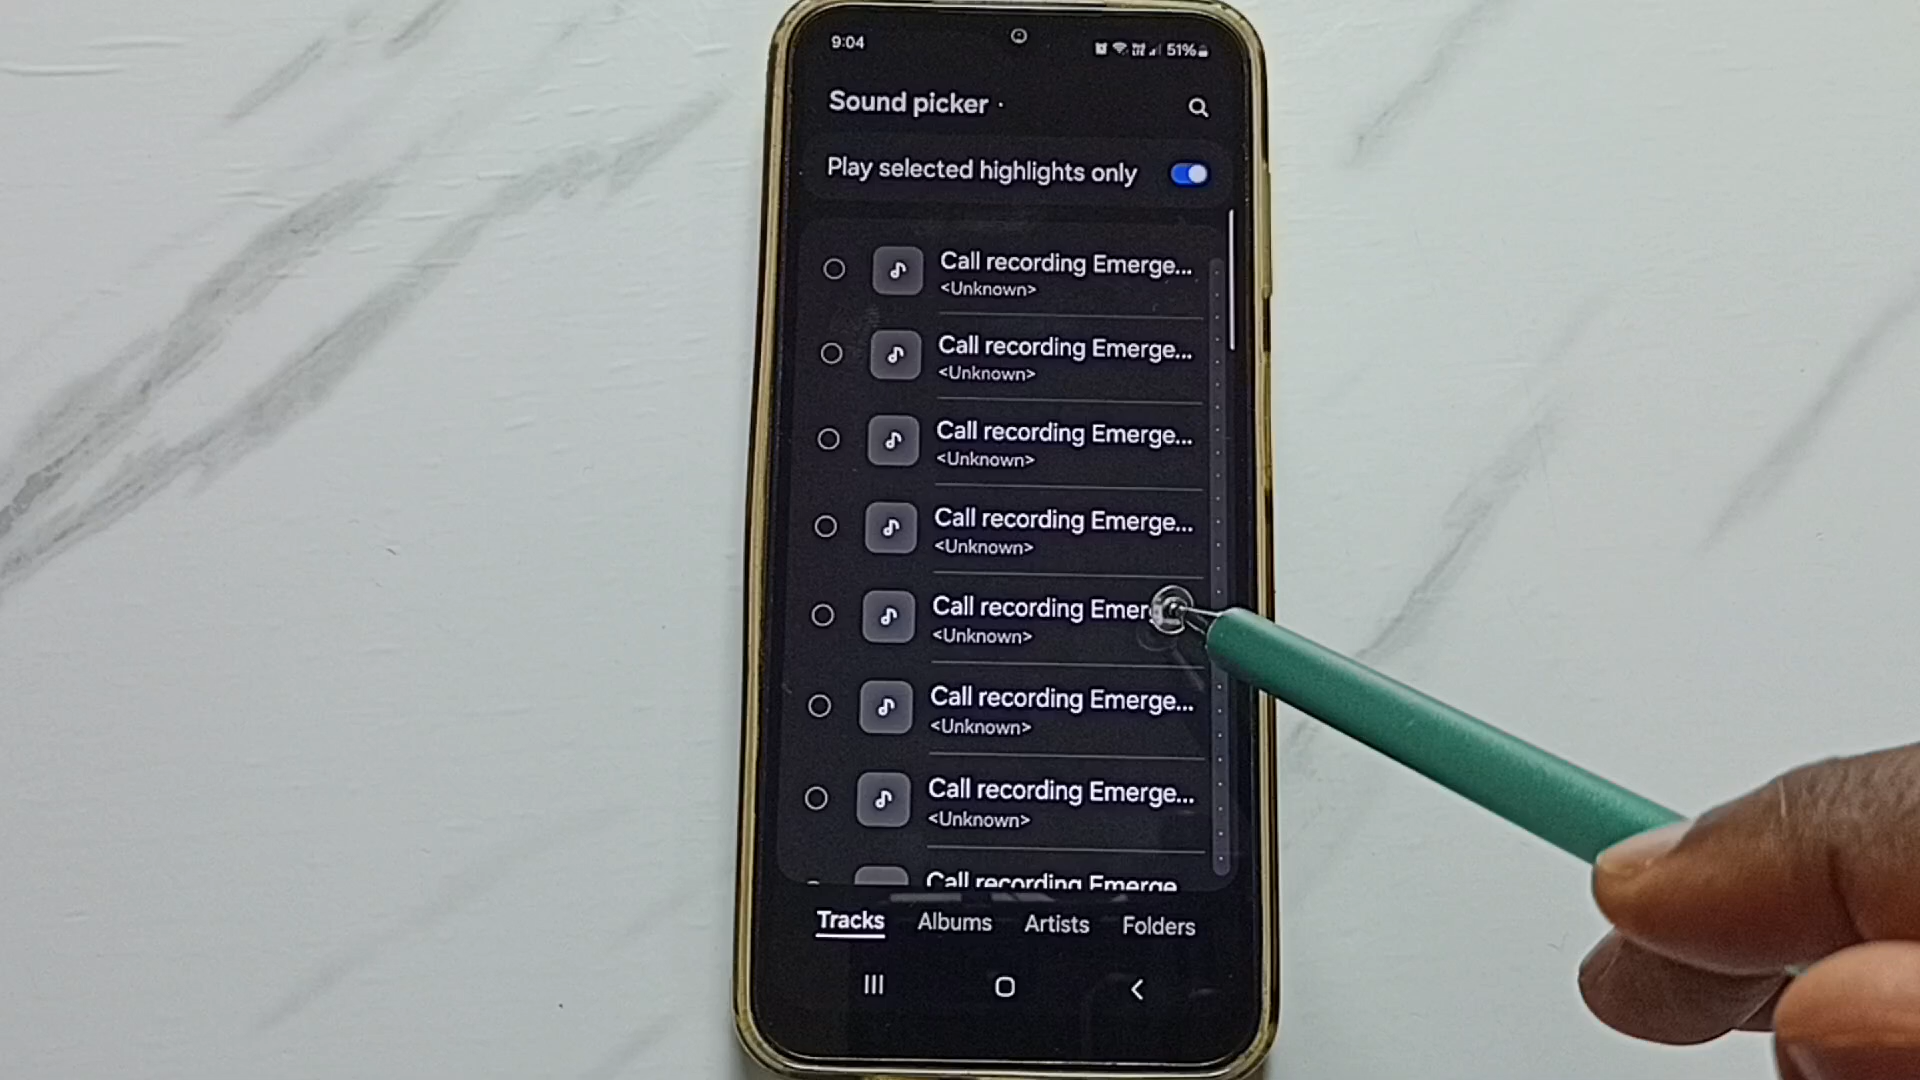 9:04
51%
Sound picker
Play selected highlights only
Call recording Emerge...
<Unknown>
Call recording Emerge...
<Unknown>
Call recording Emerge...
<Unknown>
Call recording Emerge...
<Unknown>
Call recording Emer
<Unknown>
Call recording Emerge...
<Unknown>
Call recording Emerge...
<Unknown>
Call recording Emerge
Tracks Albums Artists Folders